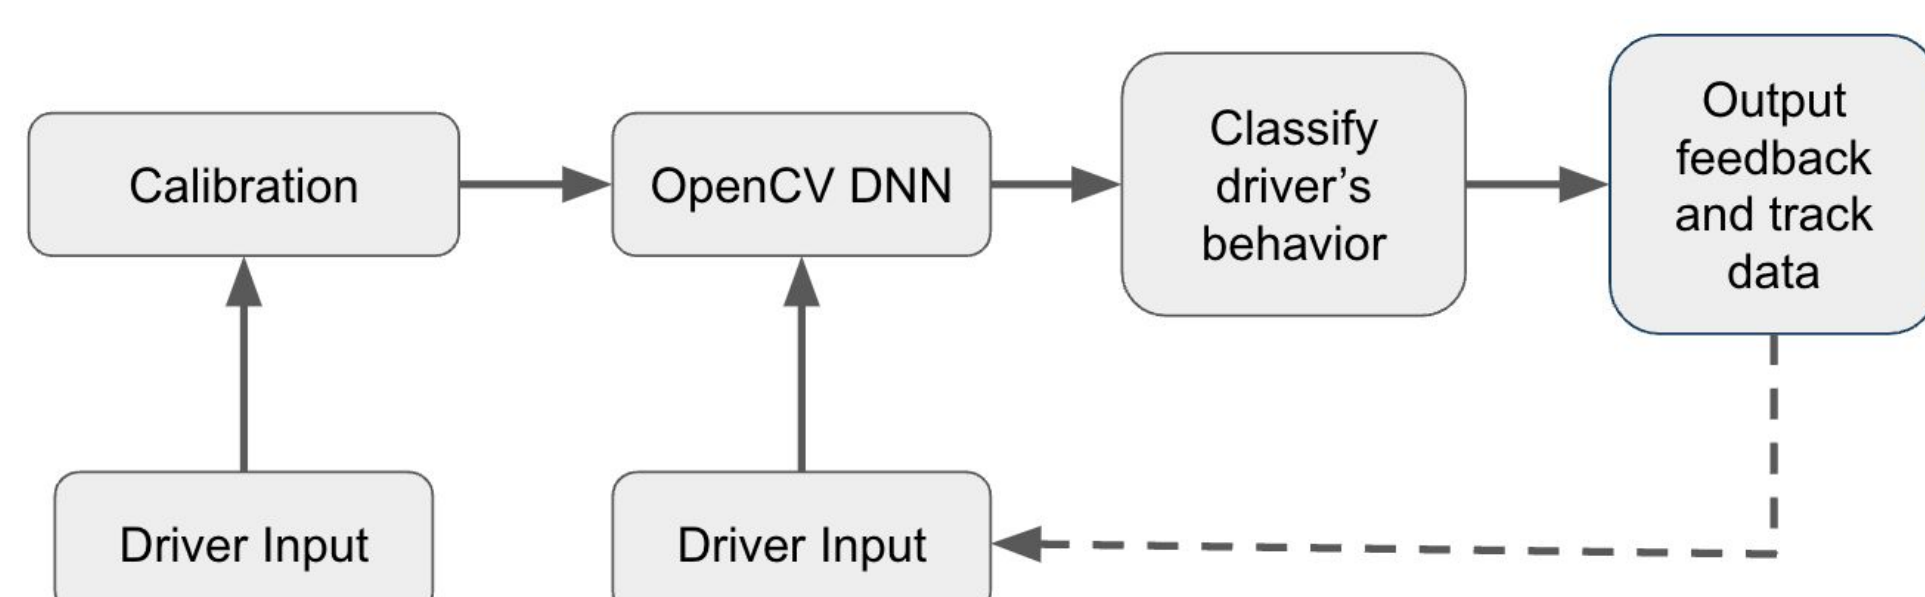 Calibration
OpenCV DNN
Classify
driver’s
behavior
Output
feedback
and track
data
Driver Input
Driver Input